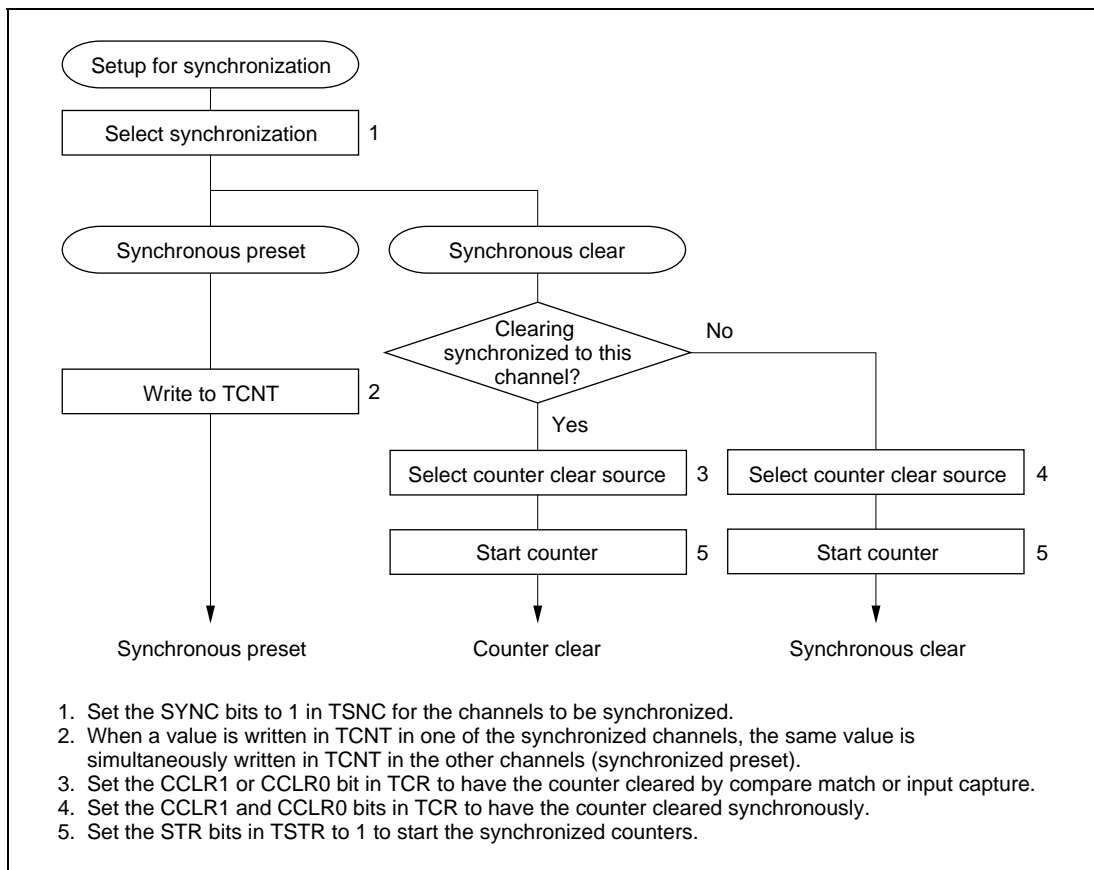 Setup for synchronization
Select synchronization 1
Synchronous preset
Synchronous clear
Clearing
synchronized to this
channel?
No
Yes
Write to TCNT 2
Select counter clear source 3
Select counter clear source 4
Start counter 5
Start counter 5
Synchronous preset
Counter clear
Synchronous clear
1. Set the SYNC bits to 1 in TSNC for the channels to be synchronized.
2. When a value is written in TCNT in one of the synchronized channels, the same value is
simultaneously written in TCNT in the other channels (synchronized preset).
3. Set the CCLR1 or CCLR0 bit in TCR to have the counter cleared by compare match or input capture.
4. Set the CCLR1 and CCLR0 bits in TCR to have the counter cleared synchronously.
5. Set the STR bits in TSTR to 1 to start the synchronized counters.